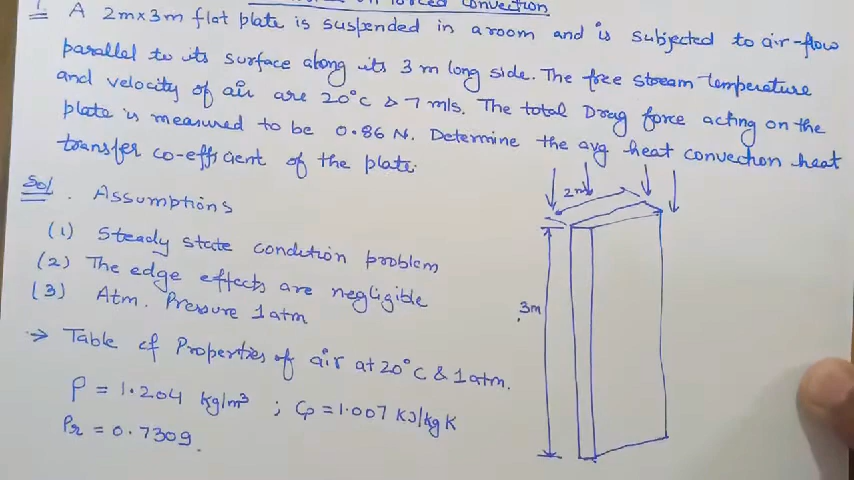 on forced Convection
1.
A 2m×3m flat plate is suspended in a room and is subjected to air-flow
parallel to its surface along its 3 m long side. The free stream temperature
and velocity of air are 20°C & 7 m/s. The total Drag force acting on the
plate is measured to be 0.86 N. Determine the avg heat convection heat
transfer co-efficient of the plate.
Sol. Assumptions
(1) Steady state condition problem
(2) The edge effects are negligible
(3) Atm. Pressure 1atm
→ Table of Properties of air at 20°C & 1atm.
ρ = 1.204 kg/m³ ; Cp = 1.007 KJ/kg K
Pr = 0.7309.
2m
3m